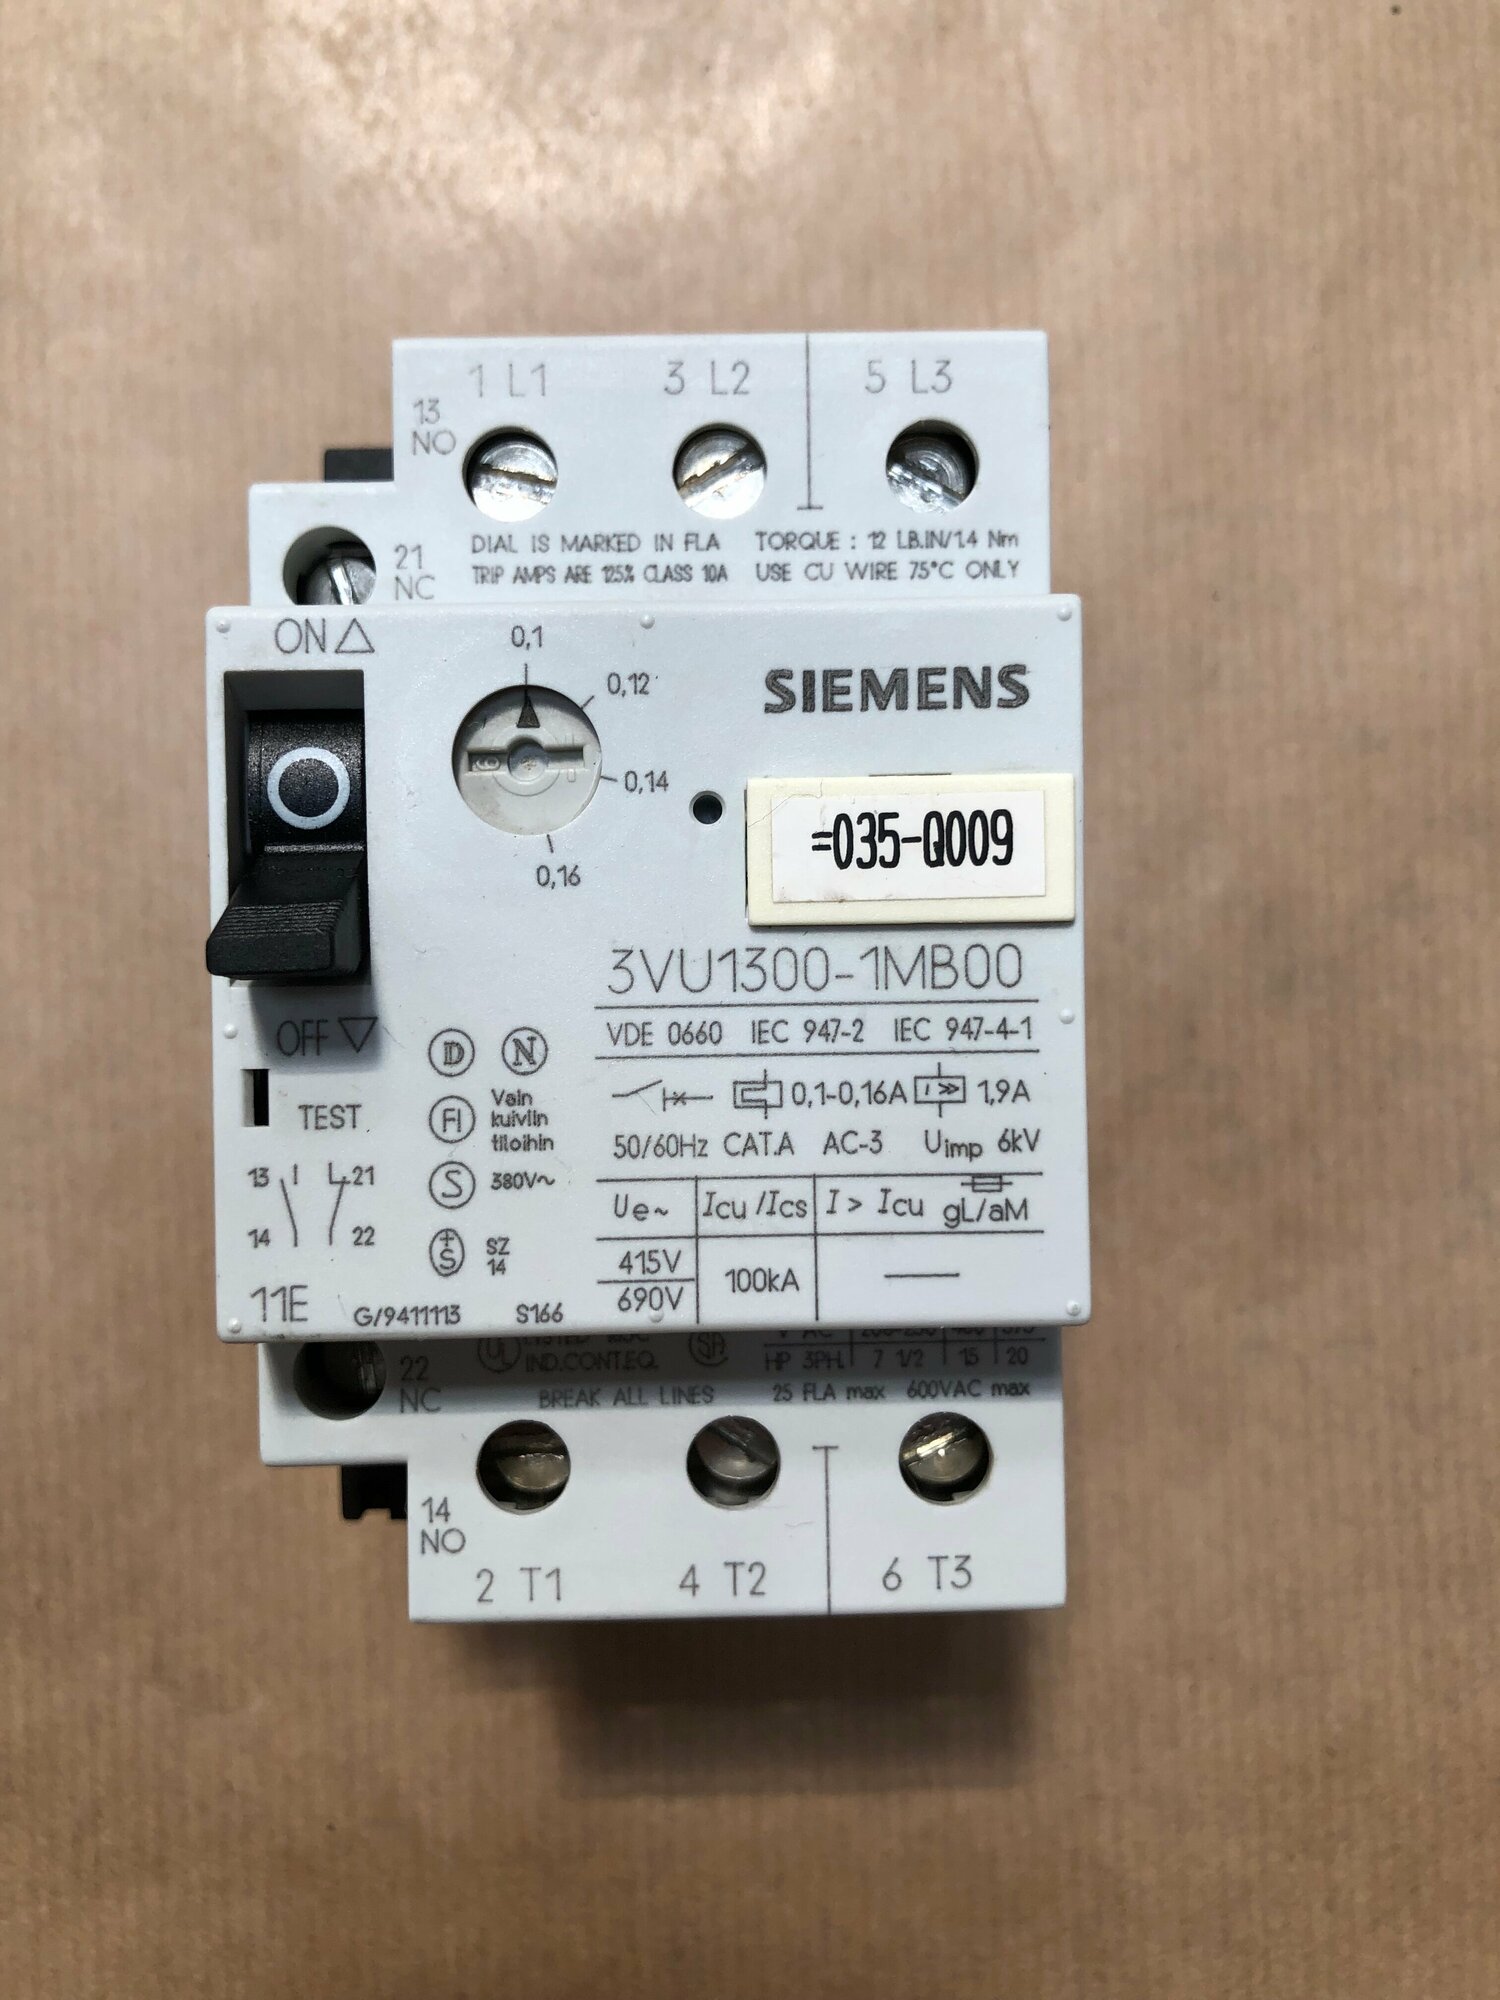 1 L1 3 L2 5 L3
13
NO
21
NC
DIAL IS MARKED IN FLA TORQUE : 12 LB.IN/1.4 Nm
TRIP AMPS ARE 125% CLASS 10A USE CU WIRE 75°C ONLY
ON △
0,1
0,12
0,14
0,16
SIEMENS
O
=035-Q009
3VU1300-1MB00
OFF ▽
VDE 0660 IEC 947-2 IEC 947-4-1
D N
TEST
FI Vain
kuiviin
tiloihin
0,1-0,16A I >> 1,9A
50/60Hz CAT.A AC-3 Uimp 6kV
13 21
14 22
S 380V~
+S SZ
14
Ue~ Icu/Ics I > Icu gL/aM
415V
690V
100kA —
11E G/9411113 S166
22
NC
UL
IND.CONT.EQ. SA
HP 3PH. 7 1/2 15 20
BREAK ALL LINES 25 FLA max 600VAC max
14
NO
2 T1 4 T2 6 T3